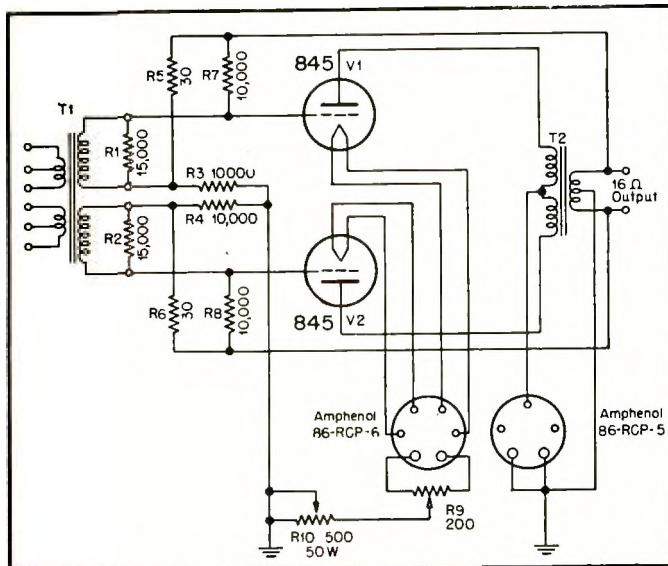 845 V1
R5
30
R7
10,000
T1
R1
15,000
R3 10000
R4 10,000
R2
15,000
T2
16 Ω
Output
R6
30
R8
10,000
845 V2
Amphenol
86-RCP-6
Amphenol
86-RCP-5
R9
200
R10 500
50W